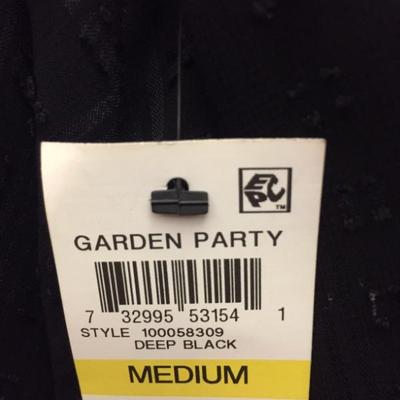 EPC
TM
GARDEN PARTY
7 32995 53154 1
STYLE 100058309
DEEP BLACK
MEDIUM